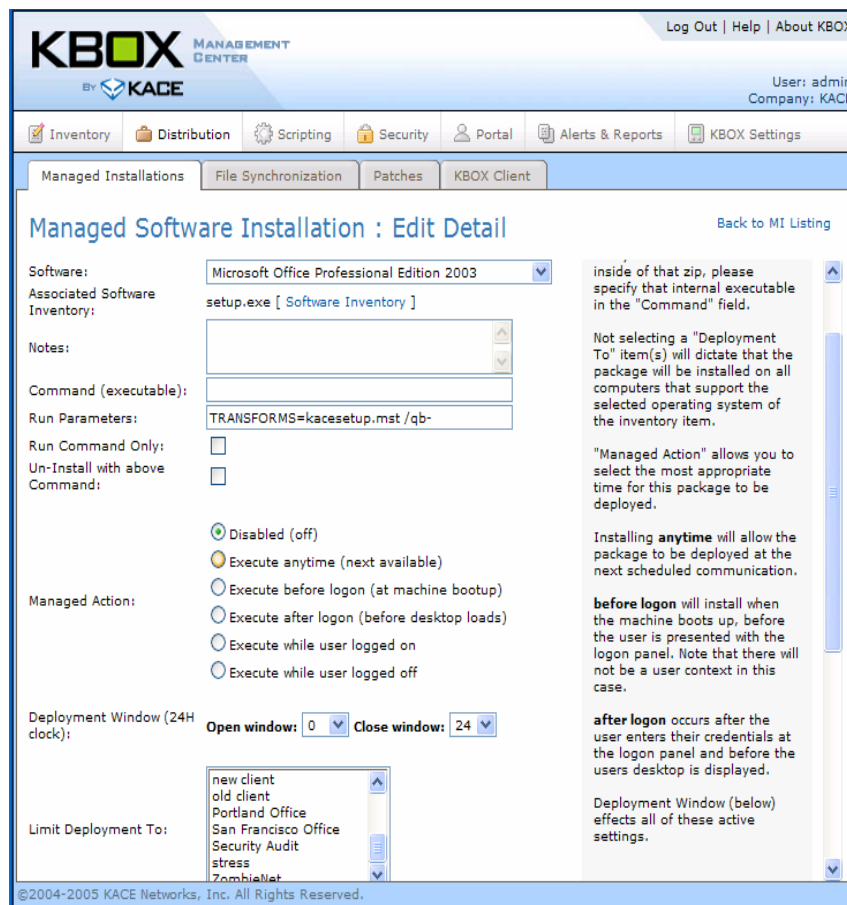 Log Out | Help | About KBOX
KBOX MANAGEMENT CENTER
BY KACE
User: admin
Company: KACE
Inventory Distribution Scripting Security Portal Alerts & Reports KBOX Settings
Managed Installations File Synchronization Patches KBOX Client
Managed Software Installation : Edit Detail
Back to MI Listing
Software: Microsoft Office Professional Edition 2003
Associated Software Inventory: setup.exe [ Software Inventory ]
Notes:
Command (executable):
Run Parameters: TRANSFORMS=kacesetup.mst /qb-
Run Command Only:
Un-Install with above Command:
Managed Action:
Disabled (off)
Execute anytime (next available)
Execute before logon (at machine bootup)
Execute after logon (before desktop loads)
Execute while user logged on
Execute while user logged off
Deployment Window (24H clock): Open window: 0 Close window: 24
Limit Deployment To:
new client
old client
Portland Office
San Francisco Office
Security Audit
stress
ZombieNet
inside of that zip, please
specify that internal executable
in the "Command" field.
Not selecting a "Deployment
To" item(s) will dictate that the
package will be installed on all
computers that support the
selected operating system of
the inventory item.
"Managed Action" allows you to
select the most appropriate
time for this package to be
deployed.
Installing anytime will allow the
package to be deployed at the
next scheduled communication.
before logon will install when
the machine boots up, before
the user is presented with the
logon panel. Note that there will
not be a user context in this
case.
after logon occurs after the
user enters their credentials at
the logon panel and before the
users desktop is displayed.
Deployment Window (below)
effects all of these active
settings.
©2004-2005 KACE Networks, Inc. All Rights Reserved.